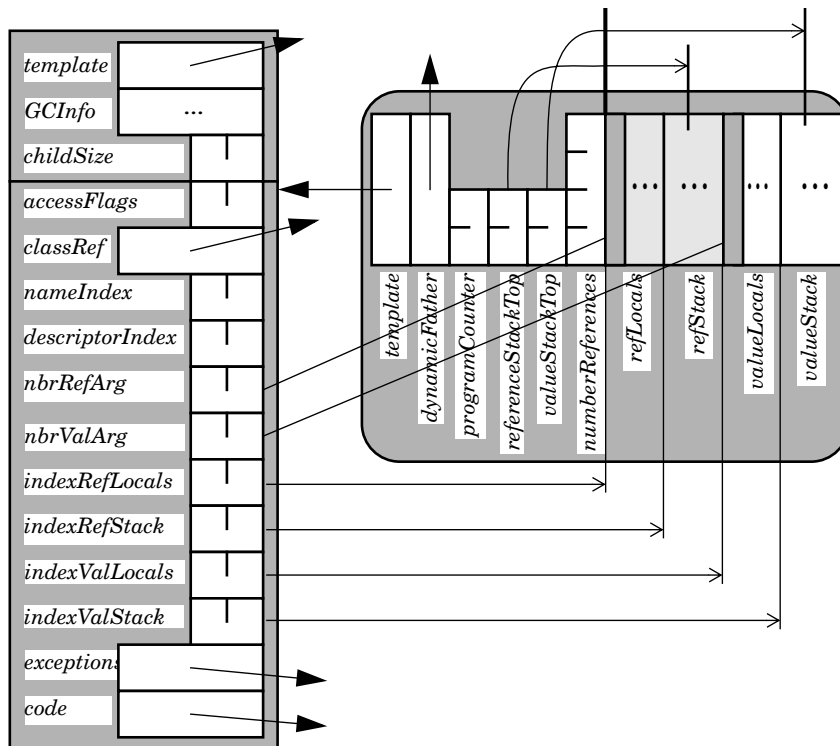 template
GCInfo
...
childSize
accessFlags
classRef
nameIndex
descriptorIndex
nbrRefArg
nbrValArg
indexRefLocals
indexRefStack
indexValLocals
indexValStack
exceptions
code
...
...
...
...
template
dynamicFather
programCounter
referenceStackTop
valueStackTop
numberReferences
refLocals
refStack
valueLocals
valueStack